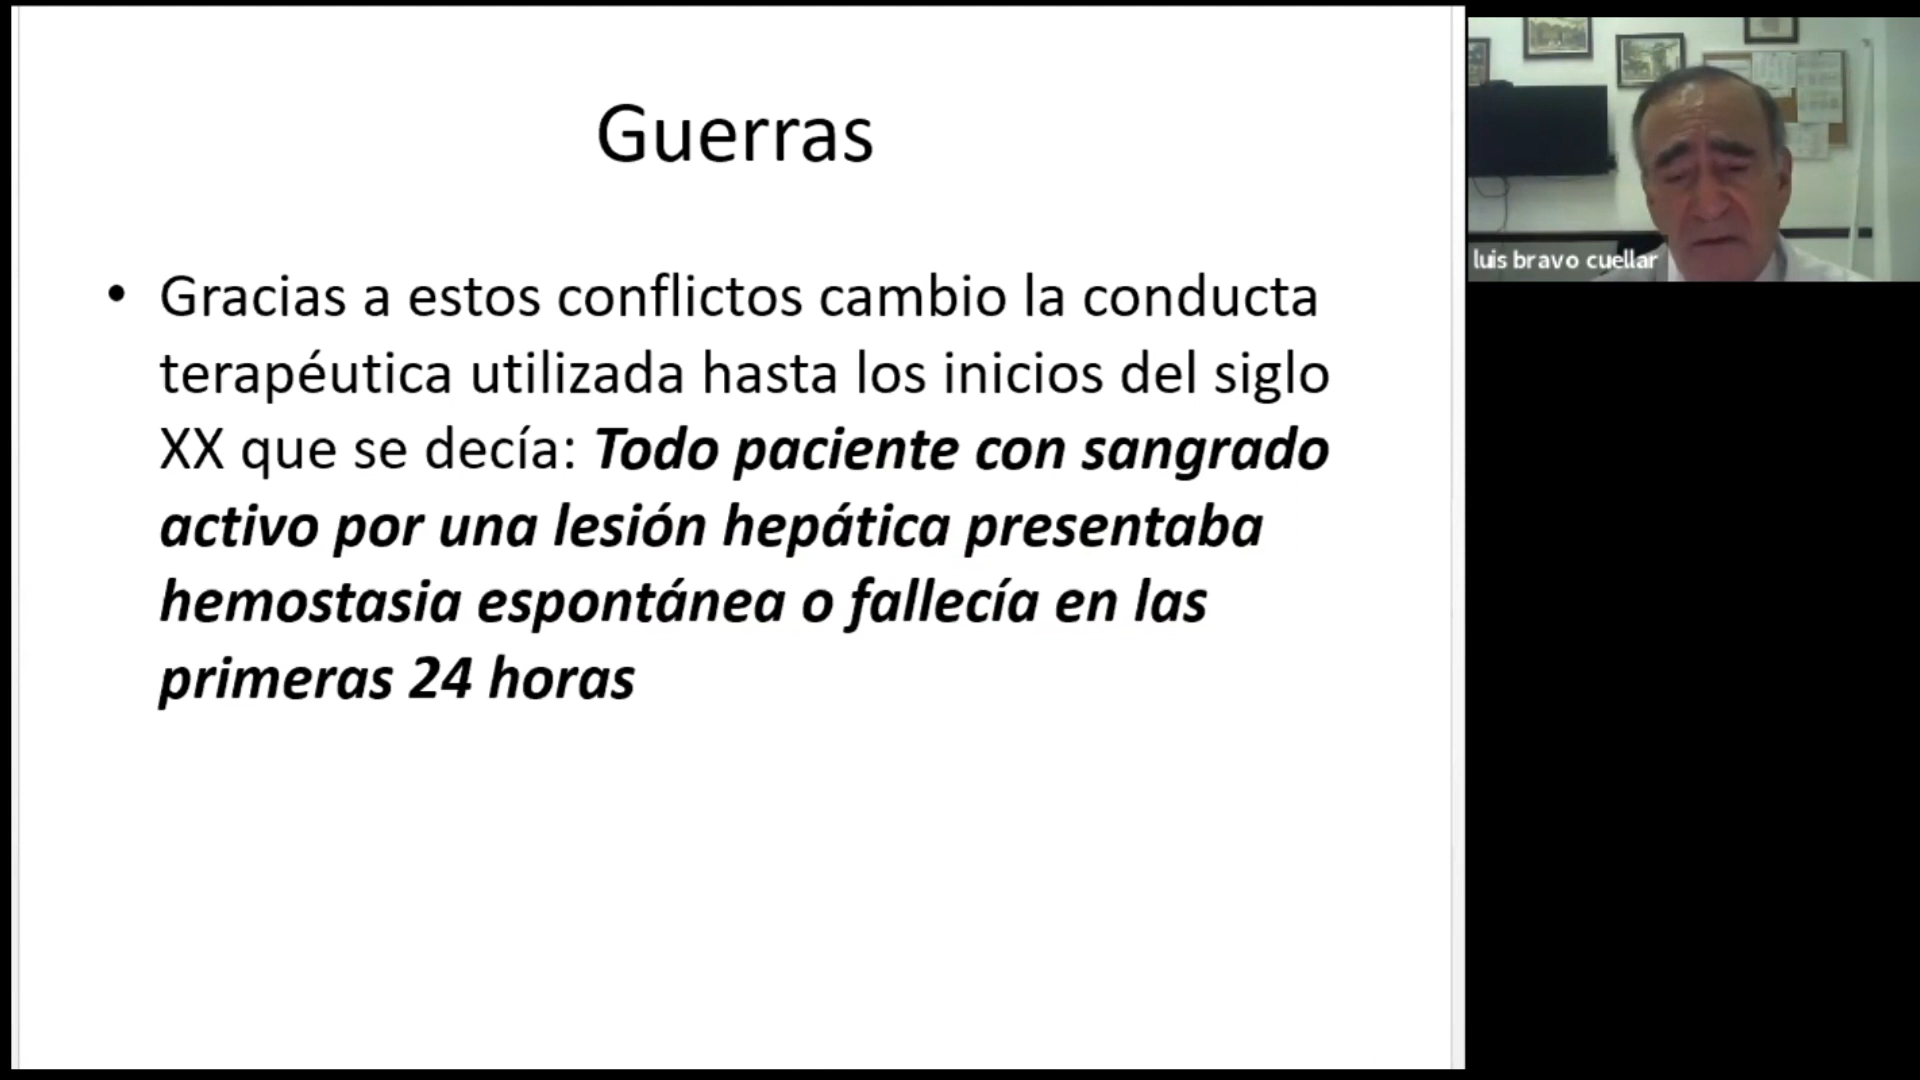 Guerras
• Gracias a estos conflictos cambio la conducta
terapéutica utilizada hasta los inicios del siglo
XX que se decía: Todo paciente con sangrado
activo por una lesión hepática presentaba
hemostasia espontánea o fallecía en las
primeras 24 horas
luis bravo cuellar